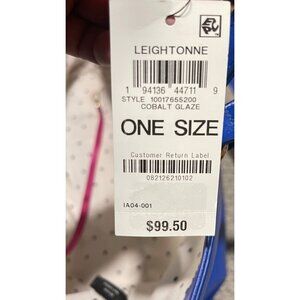 LEIGHTONNE
1 94136 44711 9
STYLE 10017655200
COBALT GLAZE
ONE SIZE
Customer Return Label
082126210102
IA04-001
$99.50